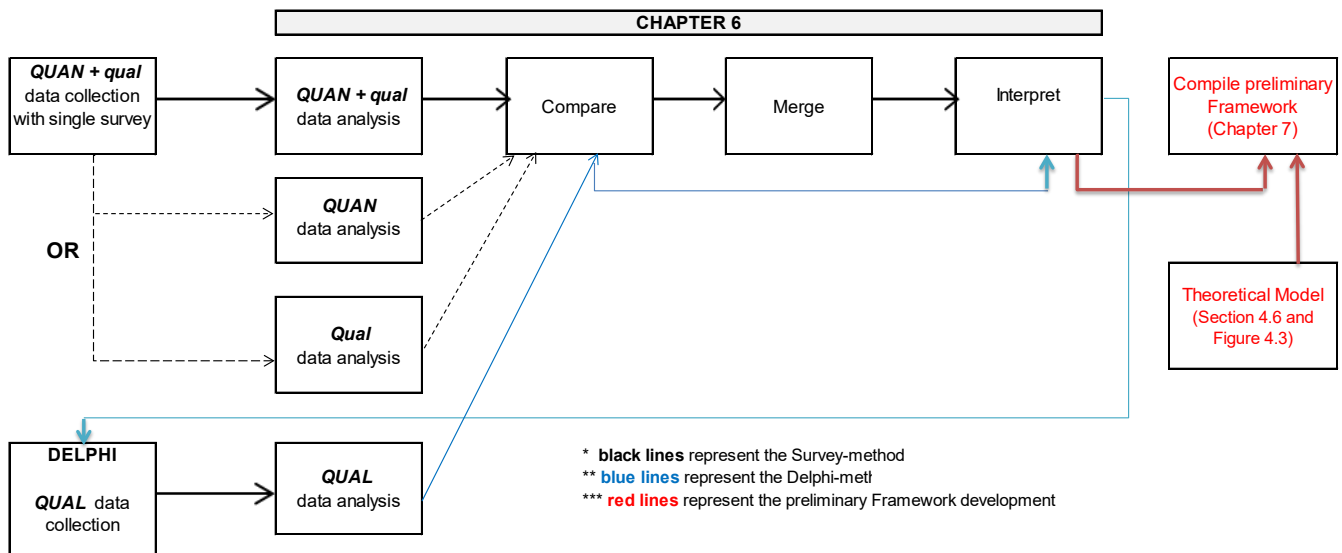 CHAPTER 6
QUAN + qual
data collection
with single survey
QUAN + qual
data analysis
Compare
Merge
Interpret
Compile preliminary
Framework
(Chapter 7)
QUAN
data analysis
OR
Qual
data analysis
Theoretical Model
(Section 4.6 and
Figure 4.3)
DELPHI
QUAL data
collection
QUAL
data analysis
* black lines represent the Survey-method
** blue lines represent the Delphi-met
*** red lines represent the preliminary Framework development